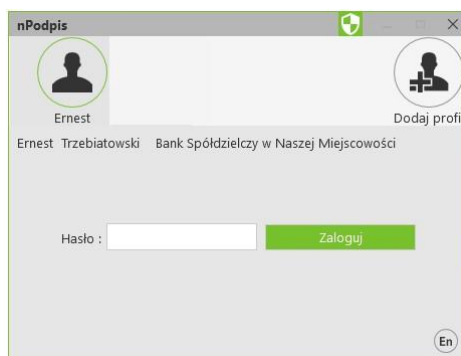 nPodpis
Ernest
Dodaj profi
Ernest Trzebiatowski Bank Spółdzielczy w Naszej Miejscowości
Hasło :
Zaloguj
En